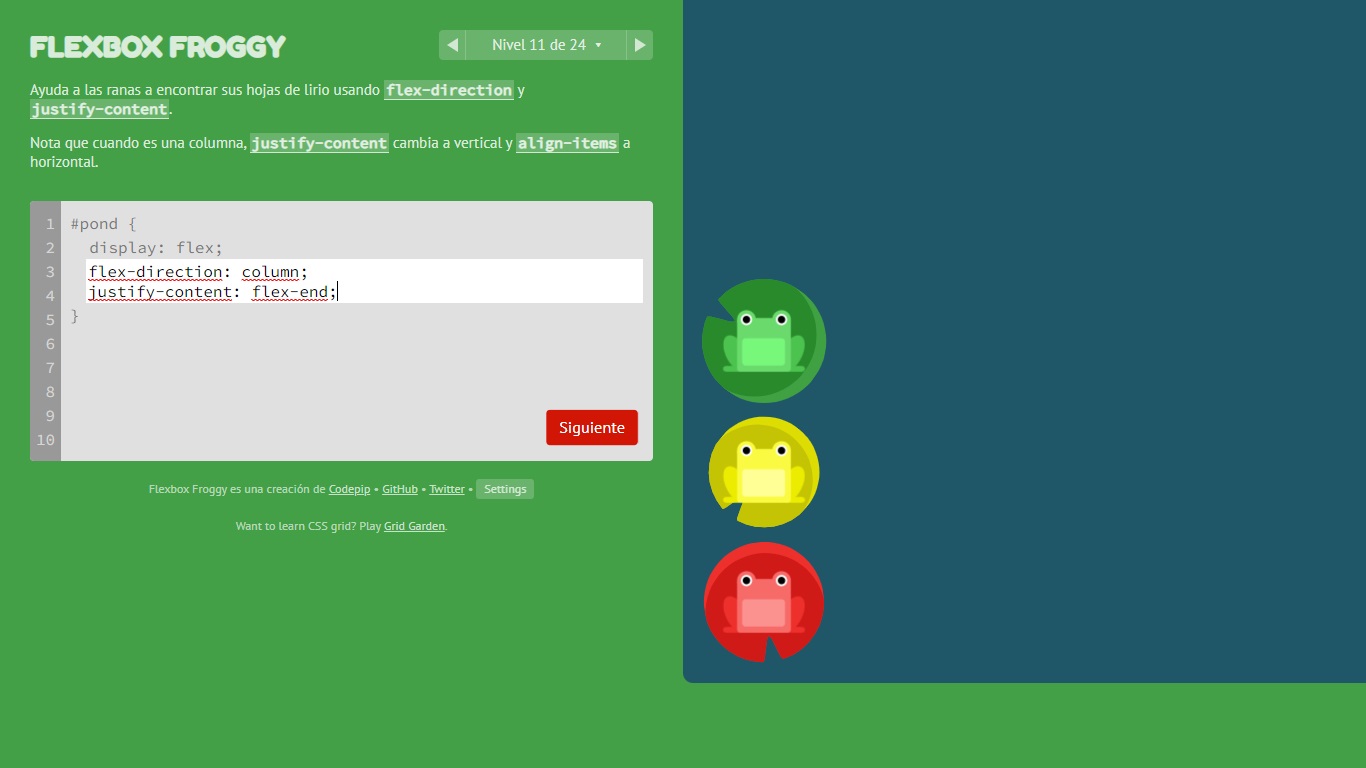 FLEXBOX FROGGY
Nivel 11 de 24
Ayuda a las ranas a encontrar sus hojas de lirio usando flex-direction y
justify-content.
Nota que cuando es una columna, justify-content cambia a vertical y align-items a
horizontal.
1 #pond {
2 display: flex;
3 flex-direction: column;
4 justify-content: flex-end;
5 }
6
7
8
9
10
Siguiente
Flexbox Froggy es una creación de Codepip • GitHub • Twitter • Settings
Want to learn CSS grid? Play Grid Garden.